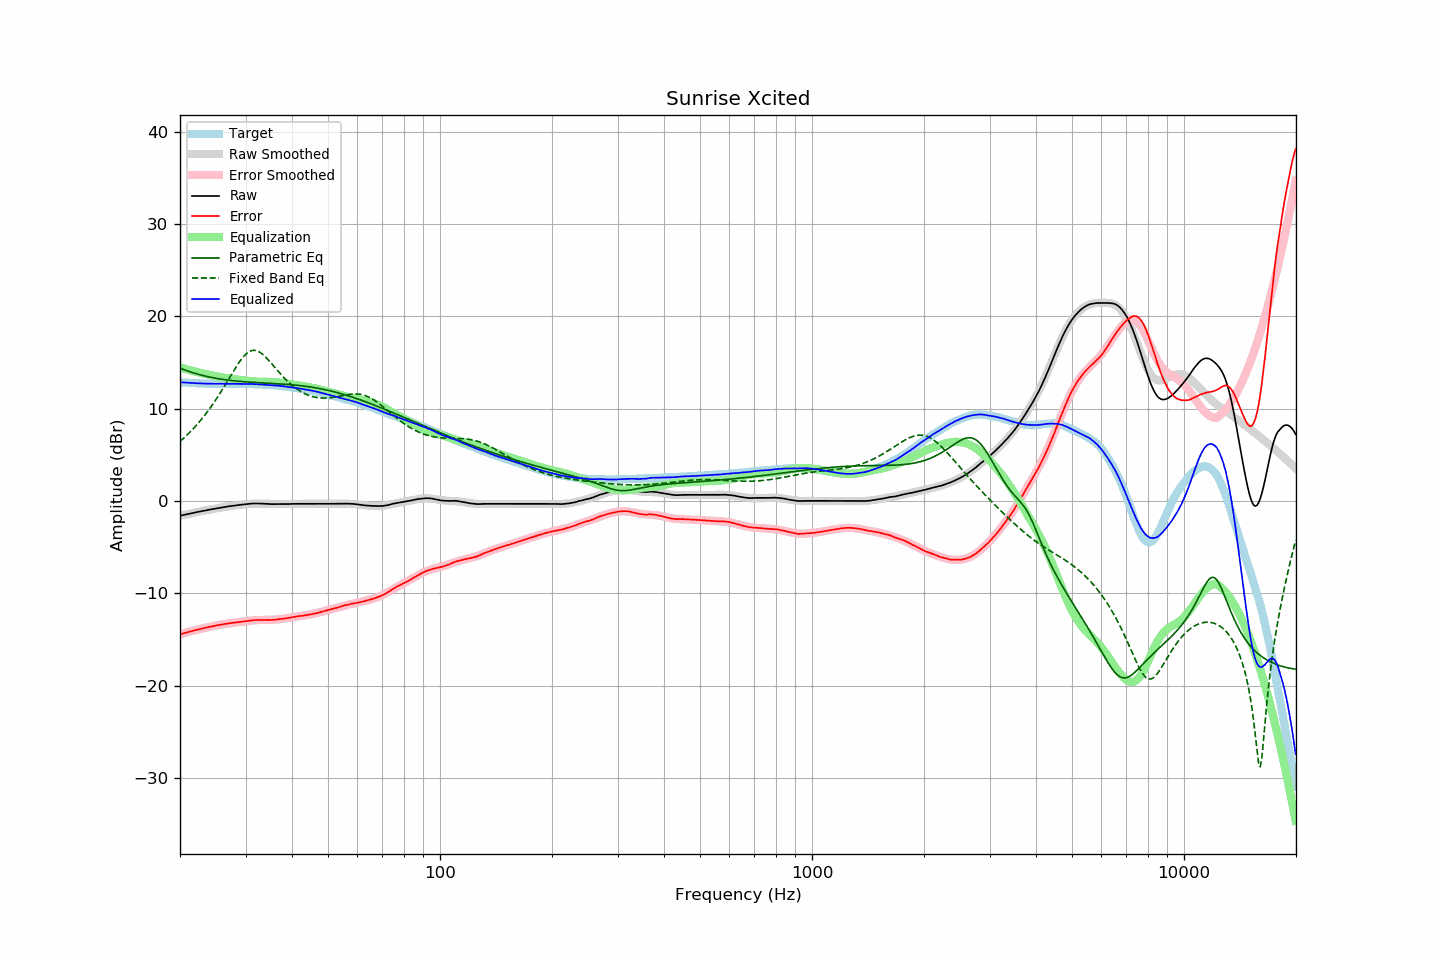 Sunrise Xcited
Target
Raw Smoothed
Error Smoothed
Raw
Error
Equalization
Parametric Eq
Fixed Band Eq
Equalized
40
30
20
10
0
−10
−20
−30
Amplitude (dBr)
100
1000
10000
Frequency (Hz)